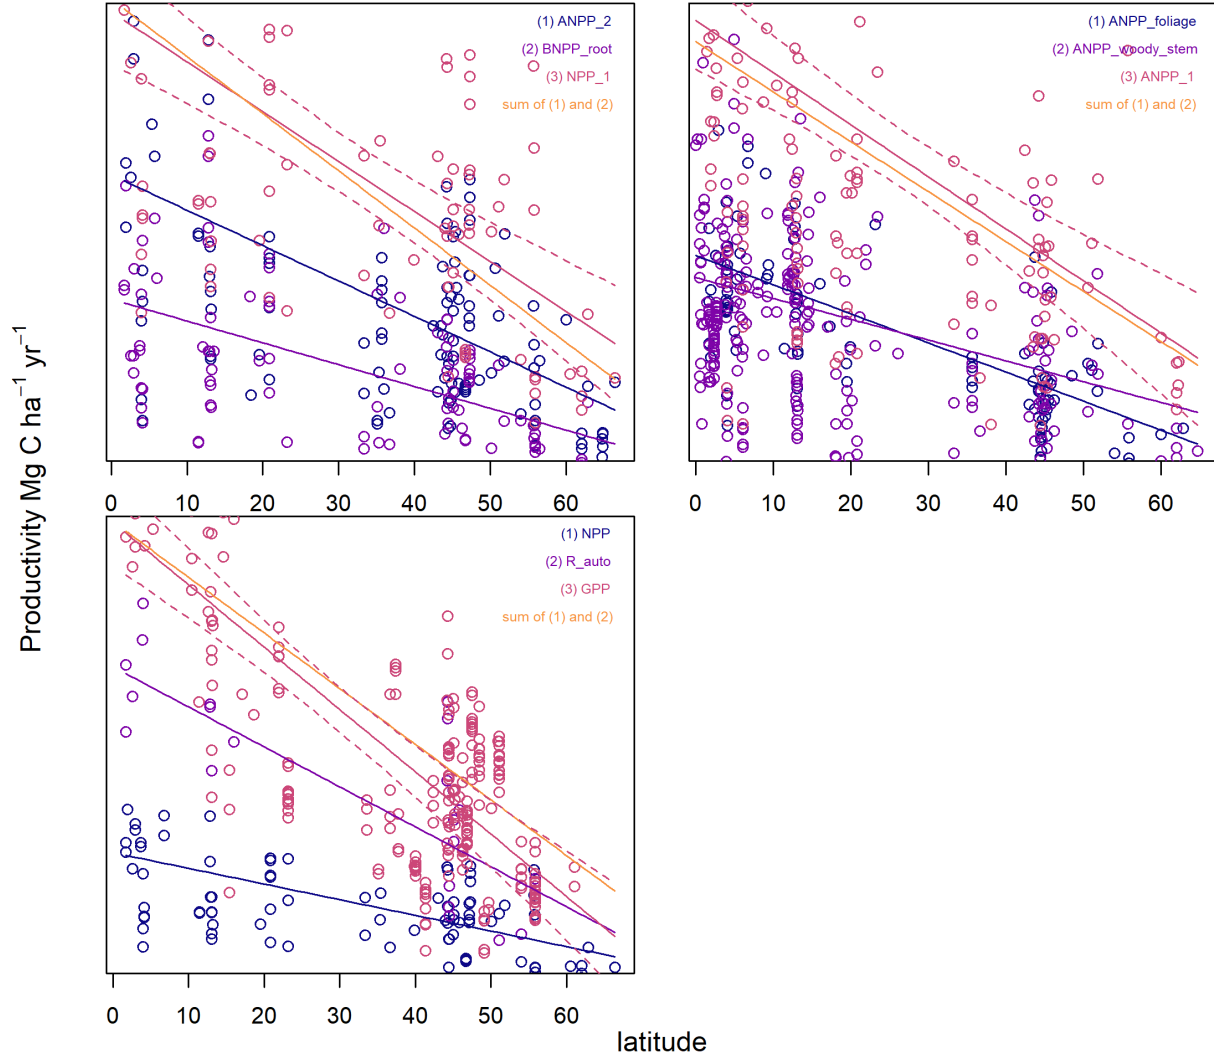 (1) ANPP_2
(2) BNPP_root
(3) NPP_1
sum of (1) and (2)
0 10 20 30 40 50 60
(1) ANPP_foliage
(2) ANPP_woody_stem
(3) ANPP_1
sum of (1) and (2)
0 10 20 30 40 50 60
Productivity Mg C ha⁻¹ yr⁻¹
(1) NPP
(2) R_auto
(3) GPP
sum of (1) and (2)
0 10 20 30 40 50 60
latitude